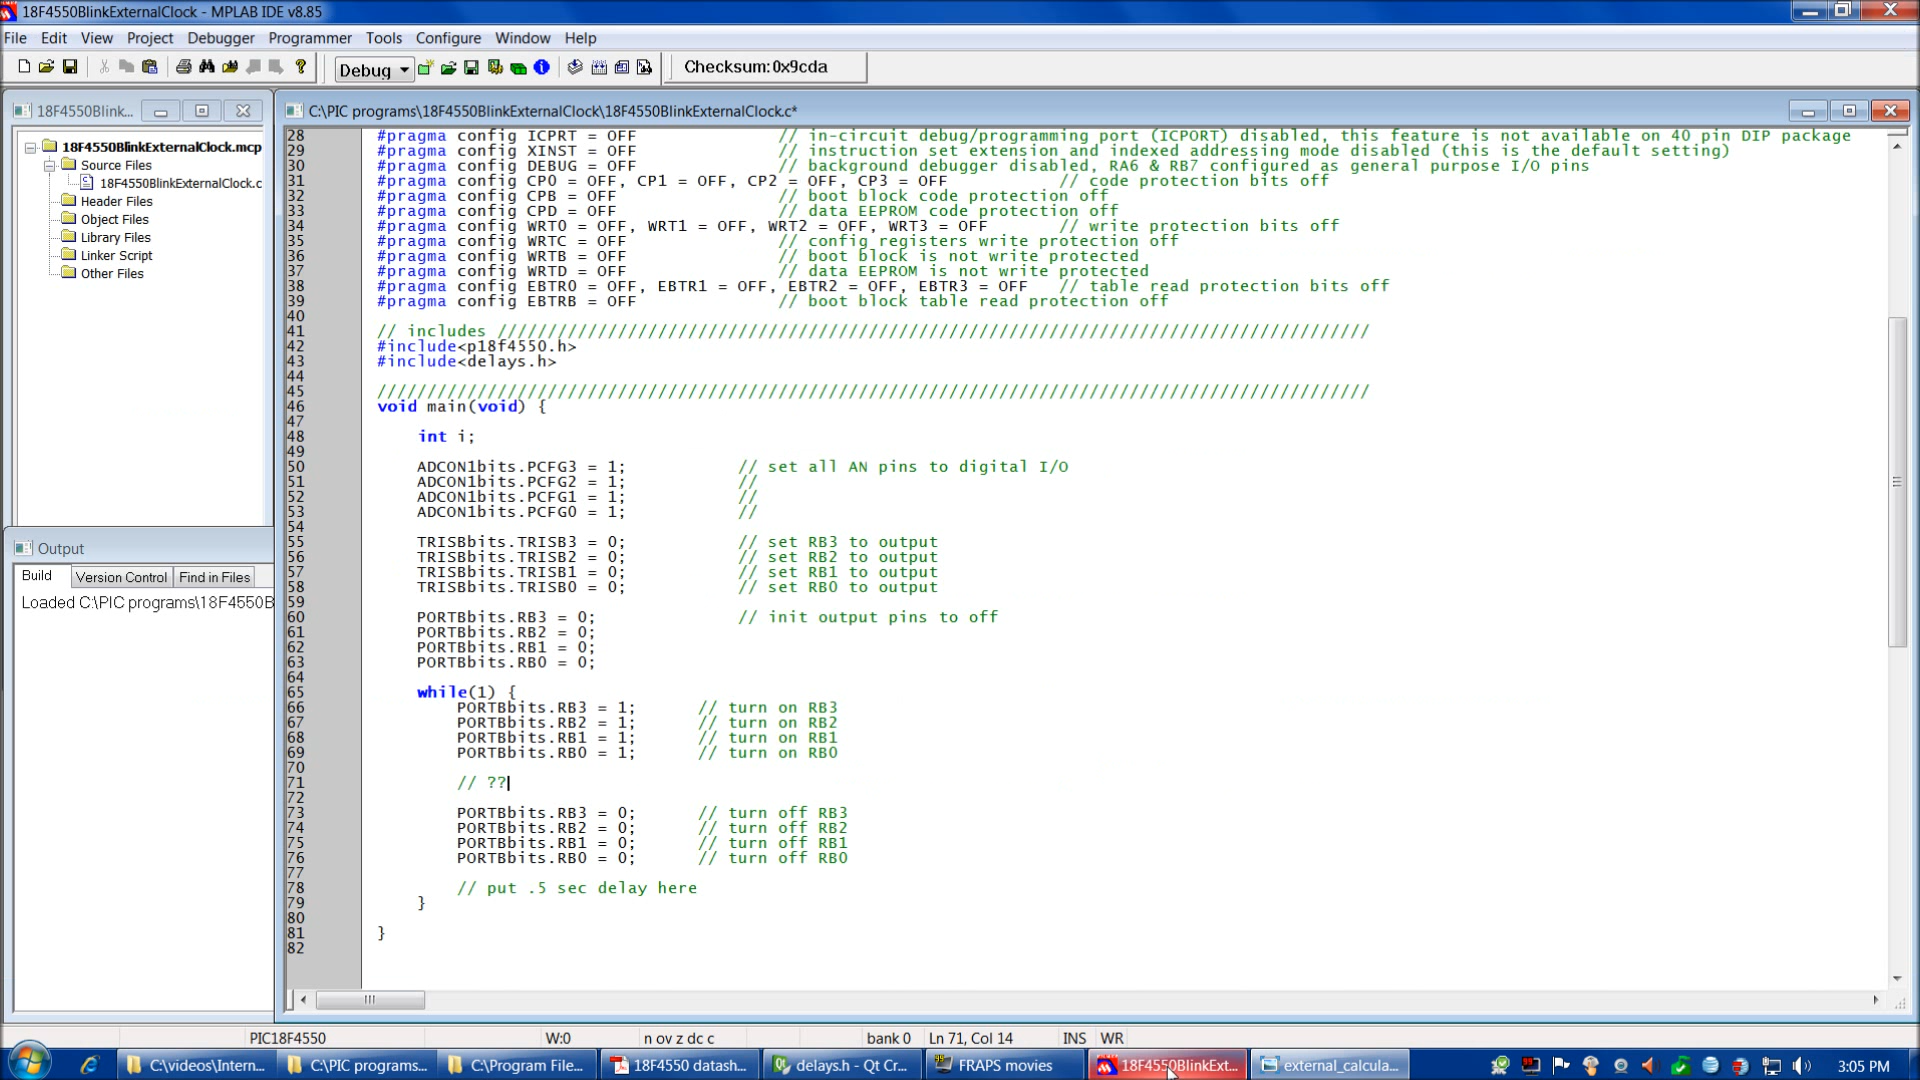 18F4550BlinkExternalClock - MPLAB IDE v8.85
File Edit View Project Debugger Programmer Tools Configure Window Help
Debug Checksum: 0x9cda
18F4550Blink...
C:\PIC programs\18F4550BlinkExternalClock\18F4550BlinkExternalClock.c*
18F4550BlinkExternalClock.mcp
Source Files
18F4550BlinkExternalClock.c
Header Files
Object Files
Library Files
Linker Script
Other Files
Output
Build Version Control Find in Files
Loaded C:\PIC programs\18F4550B
28 #pragma config ICPRT = OFF // in-circuit debug/programming port (ICPORT) disabled, this feature is not available on 40 pin DIP package
29 #pragma config XINST = OFF // instruction set extension and indexed addressing mode disabled (this is the default setting)
30 #pragma config DEBUG = OFF // background debugger disabled, RA6 & RB7 configured as general purpose I/O pins
31 #pragma config CP0 = OFF, CP1 = OFF, CP2 = OFF, CP3 = OFF // code protection bits off
32 #pragma config CPB = OFF // boot block code protection off
33 #pragma config CPD = OFF // data EEPROM code protection off
34 #pragma config WRT0 = OFF, WRT1 = OFF, WRT2 = OFF, WRT3 = OFF // write protection bits off
35 #pragma config WRTC = OFF // config registers write protection off
36 #pragma config WRTB = OFF // boot block is not write protected
37 #pragma config WRTD = OFF // data EEPROM is not write protected
38 #pragma config EBTR0 = OFF, EBTR1 = OFF, EBTR2 = OFF, EBTR3 = OFF // table read protection bits off
39 #pragma config EBTRB = OFF // boot block table read protection off
40
41 // includes ///////////////////////////////////////////////////////////////////////////////////////
42 #include<p18f4550.h>
43 #include<delays.h>
44
45 ///////////////////////////////////////////////////////////////////////////////////////////////////
46 void main(void) {
47
48 int i;
49
50 ADCON1bits.PCFG3 = 1; // set all AN pins to digital I/O
51 ADCON1bits.PCFG2 = 1; //
52 ADCON1bits.PCFG1 = 1; //
53 ADCON1bits.PCFG0 = 1; //
54
55 TRISBbits.TRISB3 = 0; // set RB3 to output
56 TRISBbits.TRISB2 = 0; // set RB2 to output
57 TRISBbits.TRISB1 = 0; // set RB1 to output
58 TRISBbits.TRISB0 = 0; // set RB0 to output
59
60 PORTBbits.RB3 = 0; // init output pins to off
61 PORTBbits.RB2 = 0;
62 PORTBbits.RB1 = 0;
63 PORTBbits.RB0 = 0;
64
65 while(1) {
66 PORTBbits.RB3 = 1; // turn on RB3
67 PORTBbits.RB2 = 1; // turn on RB2
68 PORTBbits.RB1 = 1; // turn on RB1
69 PORTBbits.RB0 = 1; // turn on RB0
70
71 // ??
72
73 PORTBbits.RB3 = 0; // turn off RB3
74 PORTBbits.RB2 = 0; // turn off RB2
75 PORTBbits.RB1 = 0; // turn off RB1
76 PORTBbits.RB0 = 0; // turn off RB0
77
78 // put .5 sec delay here
79 }
80
81 }
82
PIC18F4550 W:0 n ov z dc c bank 0 Ln 71, Col 14 INS WR
C:\videos\Intern... C:\PIC programs... C:\Program File... 18F4550 datash... delays.h - Qt Cr... FRAPS movies 18F4550BlinkExt... external_calcula... 3:05 PM